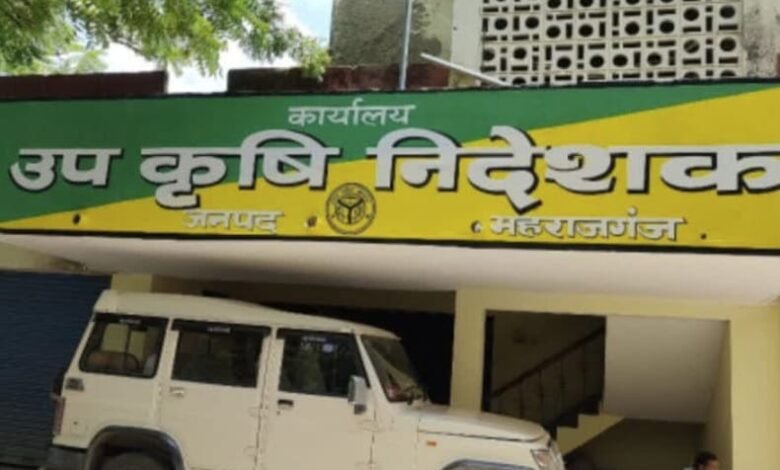 कार्यालय
उप कृषि निदेशक
जनपद महराजगंज